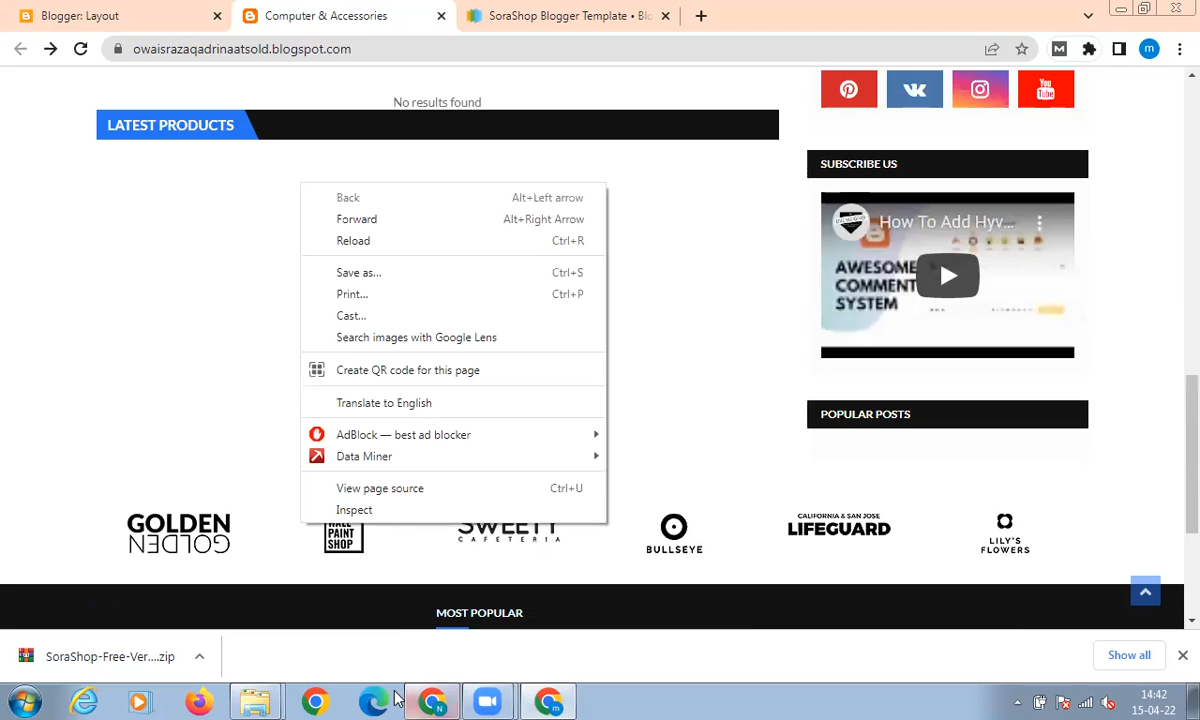 Blogger: Layout
Computer & Accessories
SoraShop Blogger Template • Blo
owaisrazaqadrinaatsold.blogspot.com
M
m
No results found
LATEST PRODUCTS
You
Tube
SUBSCRIBE US
How To Add Hyv...
AWESOME
COMMENT
SYSTEM
Back Alt+Left arrow
Forward Alt+Right Arrow
Reload Ctrl+R
Save as... Ctrl+S
Print... Ctrl+P
Cast...
Search images with Google Lens
Create QR code for this page
Translate to English
AdBlock — best ad blocker
Data Miner
View page source Ctrl+U
Inspect
POPULAR POSTS
GOLDEN
GOLDEN
PAINT
SHOP
SWEETY
CAFETERIA
BULLSEYE
CALIFORNIA & SAN JOSE
LIFEGUARD
LILY'S
FLOWERS
MOST POPULAR
SoraShop-Free-Ver....zip
Show all
N
m
14:42
15-04-22